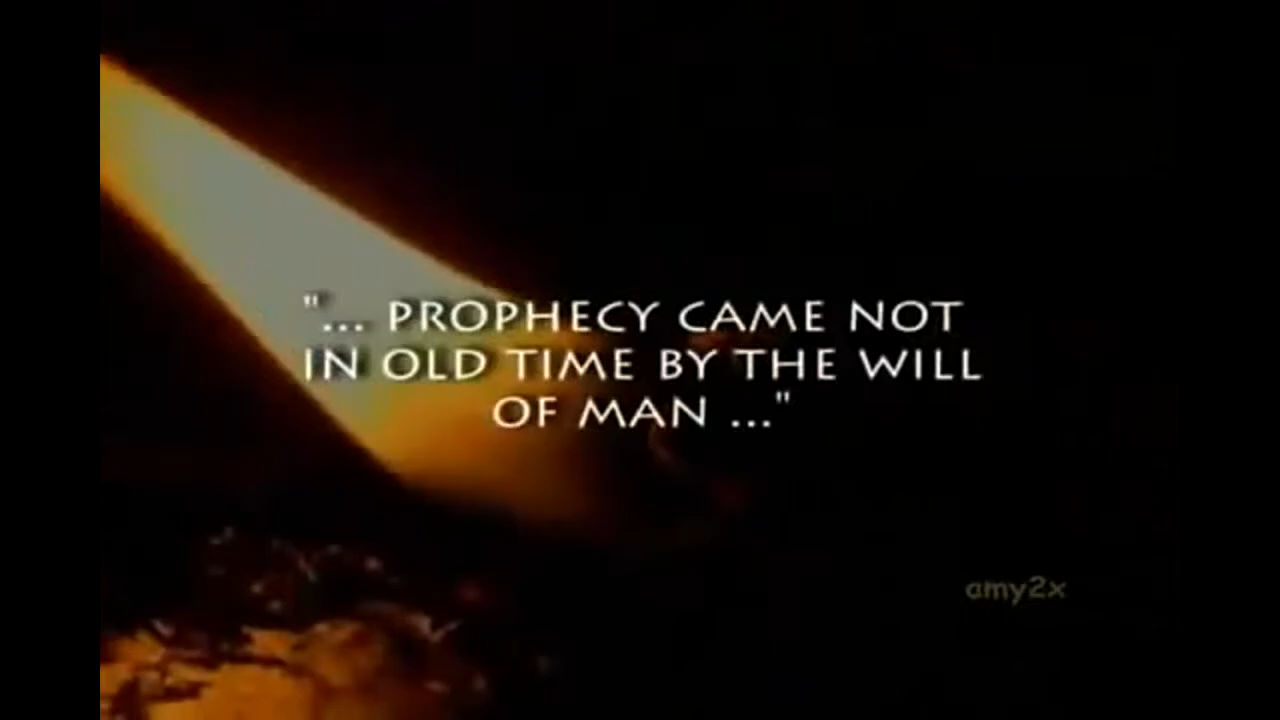 "... PROPHECY CAME NOT
IN OLD TIME BY THE WILL
OF MAN ..."
amy2x